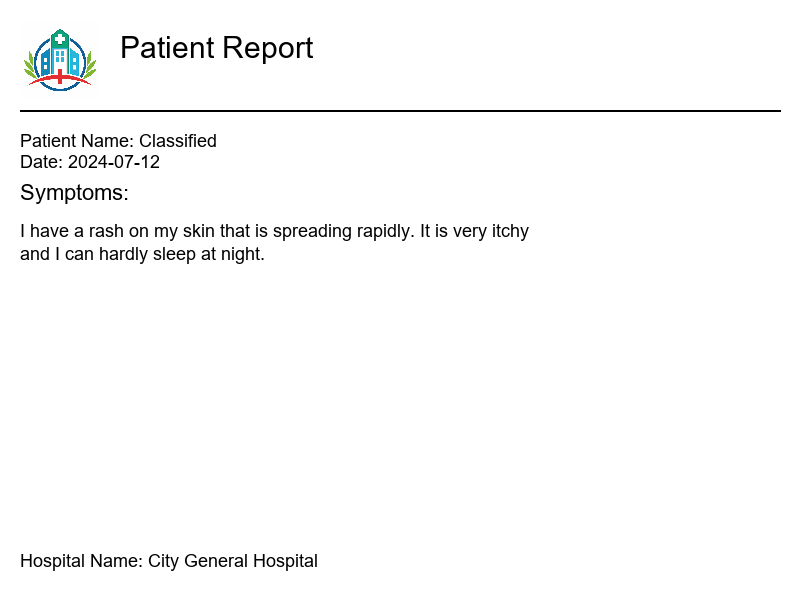 Patient Report
Patient Name: Classified
Date: 2024-07-12
Symptoms:
I have a rash on my skin that is spreading rapidly. It is very itchy
and I can hardly sleep at night.
Hospital Name: City General Hospital